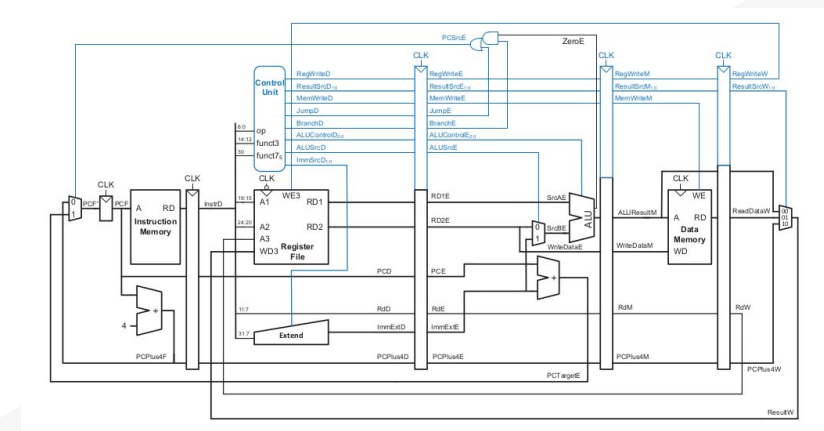 PCSrcE
ZeroE
CLK
CLK
CLK
Control
Unit
RegWriteD
RegWriteE
RegWriteM
RegWriteW
ResultSrcD1:0
ResultSrcE1:0
ResultSrcM1:0
ResultSrcW1:0
MemWriteD
MemWriteE
MemWriteM
JumpD
JumpE
BranchD
BranchE
6:0
op
ALUControlD2:0
ALUControlE2:0
14:12
funct3
ALUSrcD
ALUSrcE
30
funct75
ImmSrcD1:0
CLK
CLK
CLK
CLK
0
1
PCF'
PCF
A
RD
Instruction
Memory
InstrD
19:15
A1
WE3
RD1
RD1E
SrcAE
24:20
A2
RD2
RD2E
A3
WD3
Register
File
0
1
SrcBE
ALU
ALUResultM
WE
A
RD
Data
Memory
WD
ReadDataW
00
01
10
WriteDataE
WriteDataM
PCD
PCE
+
4
+
11:7
RdD
RdE
RdM
RdW
31:7
Extend
ImmExtD
ImmExtE
PCPlus4F
PCPlus4D
PCPlus4E
PCPlus4M
PCPlus4W
PCTargetE
ResultW